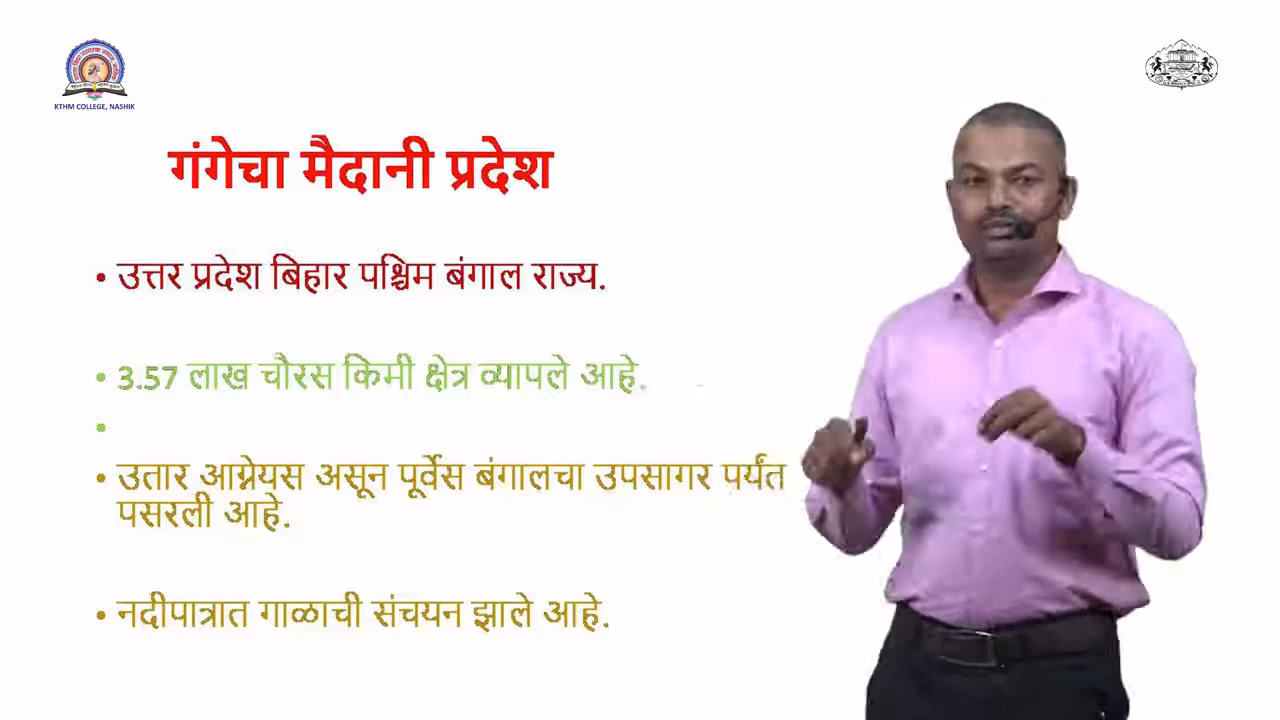 KTHM COLLEGE, NASHIK
गंगेचा मैदानी प्रदेश
• उत्तर प्रदेश बिहार पश्चिम बंगाल राज्य.
• 3.57 लाख चौरस किमी क्षेत्र व्यापले आहे.
•
• उतार आग्नेयस असून पूर्वेस बंगालचा उपसागर पर्यंत
पसरली आहे.
• नदीपात्रात गाळाची संचयन झाले आहे.